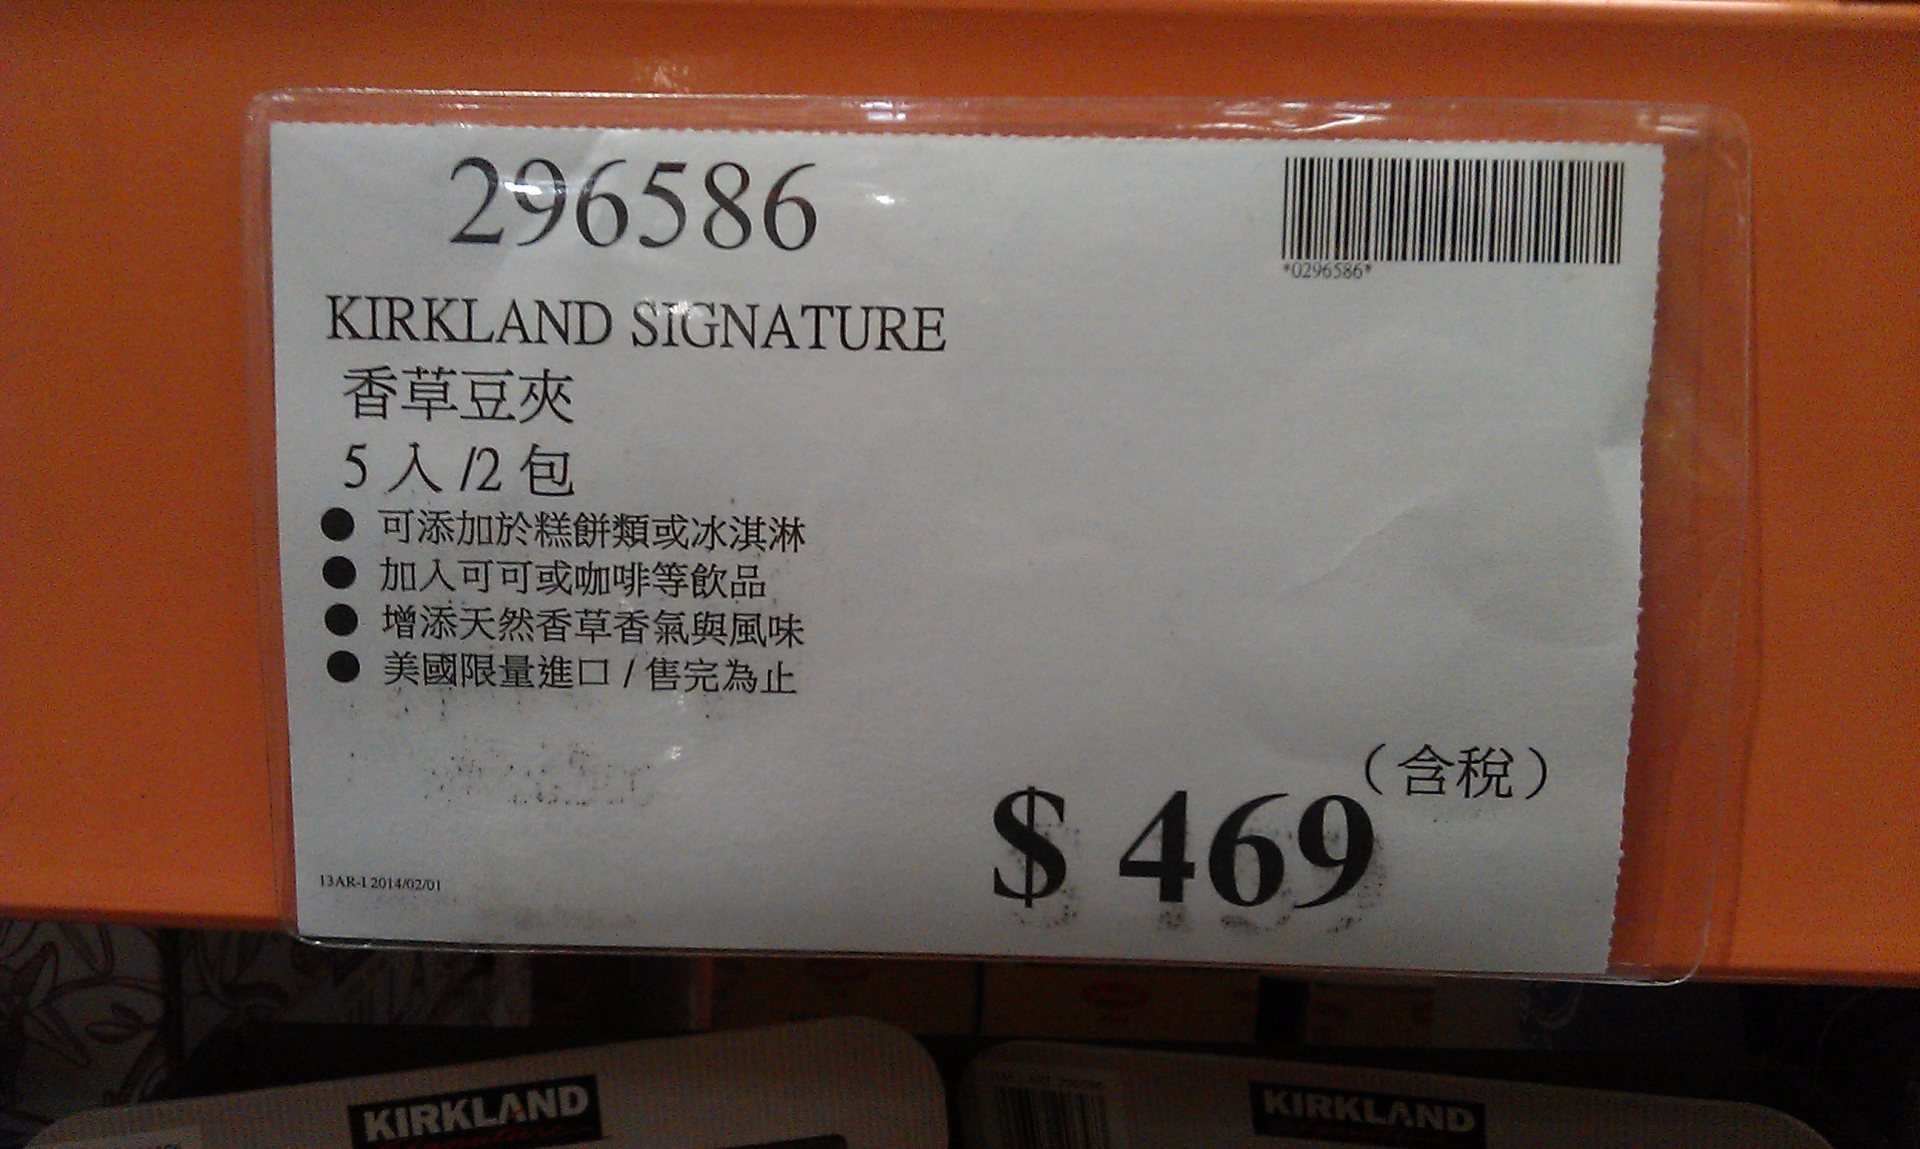 296586
*0296586*
KIRKLAND SIGNATURE
香草豆夾
5 入 /2 包
● 可添加於糕餅類或冰淇淋
● 加入可可或咖啡等飲品
● 增添天然香草香氣與風味
● 美國限量進口 / 售完為止
（含稅）
$ 469
13AR-I 2014/02/01
KIRKLAND
KIRKLAND